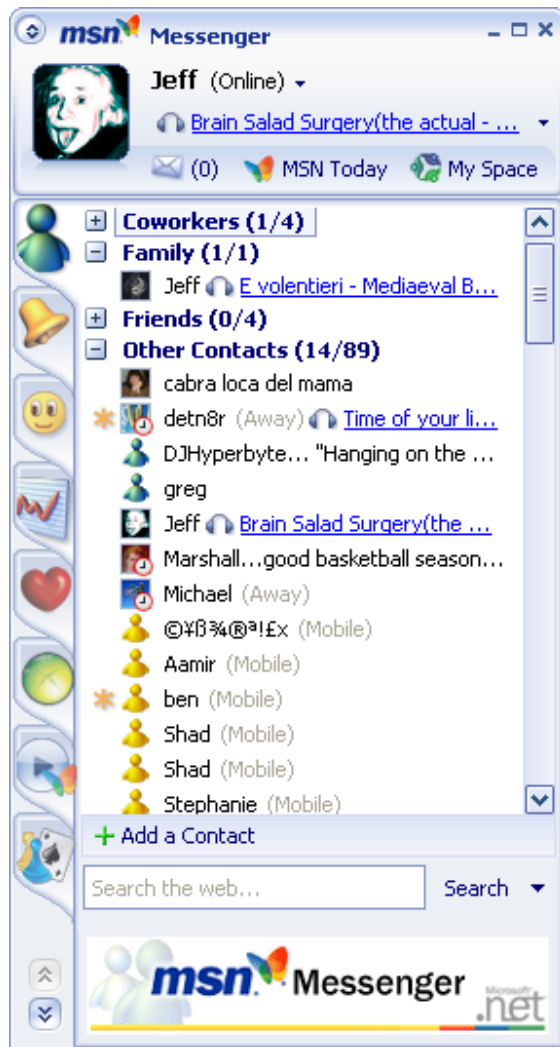 msn Messenger
Jeff (Online)
Brain Salad Surgery(the actual - ...
(0) MSN Today My Space
Coworkers (1/4)
Family (1/1)
Jeff E volentieri - Mediaeval B...
Friends (0/4)
Other Contacts (14/89)
cabra loca del mama
detn8r (Away) Time of your li...
DJHyperbyte... "Hanging on the ...
greg
Jeff Brain Salad Surgery(the ...
Marshall...good basketball season...
Michael (Away)
©¥ß¾®ª!£x (Mobile)
Aamir (Mobile)
ben (Mobile)
Shad (Mobile)
Shad (Mobile)
Stephanie (Mobile)
Add a Contact
Search the web...
Search
msn Messenger
Microsoft
.net